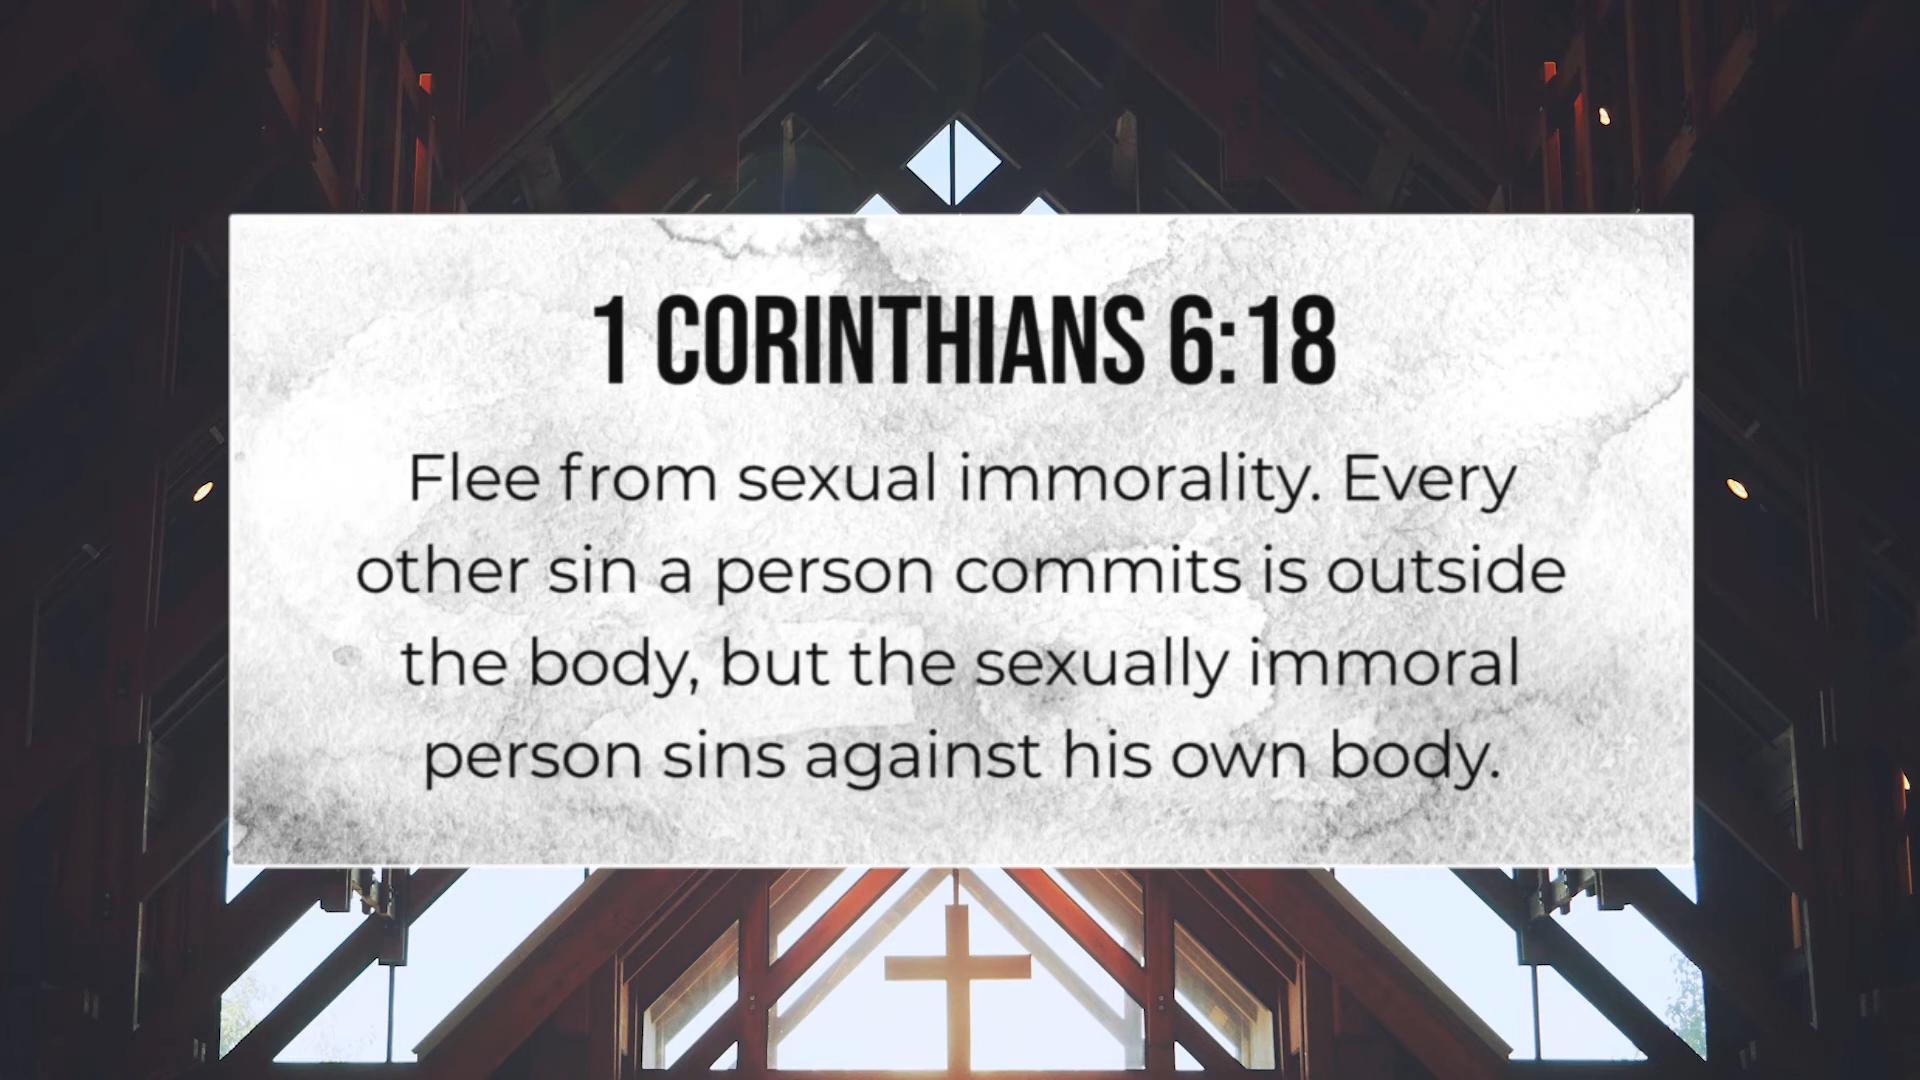 1 CORINTHIANS 6:18
Flee from sexual immorality. Every
other sin a person commits is outside
the body, but the sexually immoral
person sins against his own body.